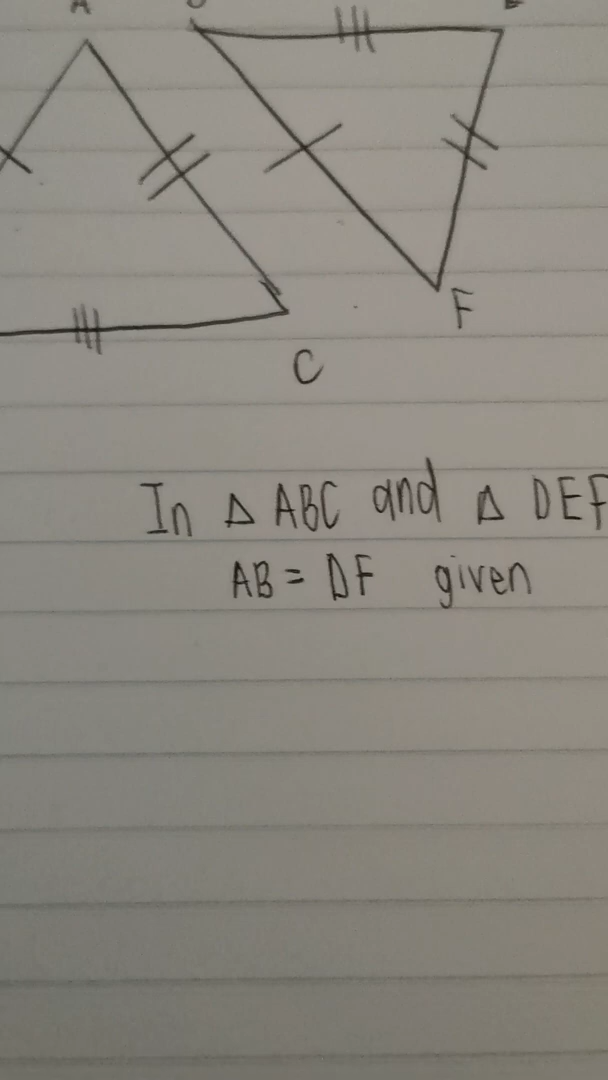 A
C
F
In Δ ABC and Δ DEF
AB = DF given